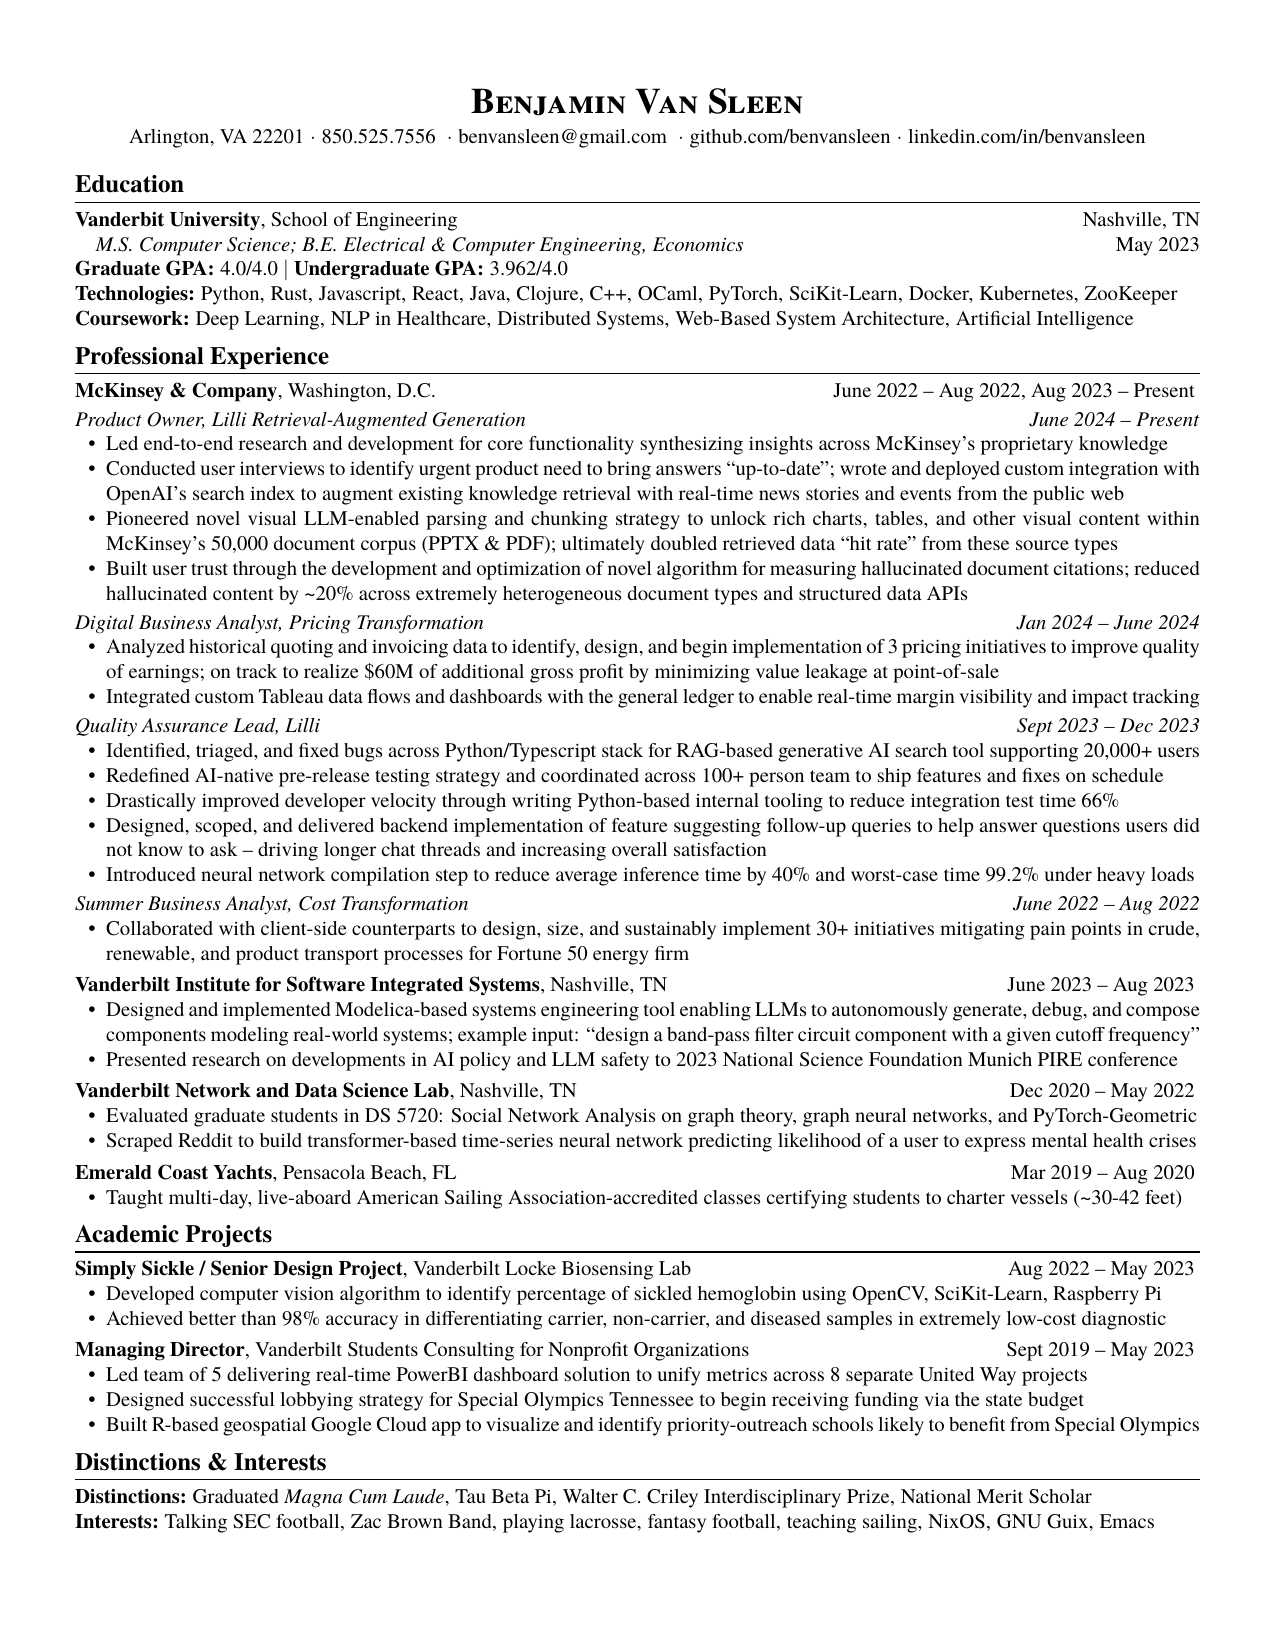 Benjamin Van Sleen
Arlington, VA 22201 · 850.525.7556 · benvansleen@gmail.com · github.com/benvansleen · linkedin.com/in/benvansleen
Education
Vanderbit University, School of Engineering Nashville, TN
M.S. Computer Science; B.E. Electrical & Computer Engineering, Economics May 2023
Graduate GPA: 4.0/4.0 | Undergraduate GPA: 3.962/4.0
Technologies: Python, Rust, Javascript, React, Java, Clojure, C++, OCaml, PyTorch, SciKit-Learn, Docker, Kubernetes, ZooKeeper
Coursework: Deep Learning, NLP in Healthcare, Distributed Systems, Web-Based System Architecture, Artificial Intelligence
Professional Experience
McKinsey & Company, Washington, D.C. June 2022 – Aug 2022, Aug 2023 – Present
Product Owner, Lilli Retrieval-Augmented Generation June 2024 – Present
• Led end-to-end research and development for core functionality synthesizing insights across McKinsey's proprietary knowledge
• Conducted user interviews to identify urgent product need to bring answers “up-to-date”; wrote and deployed custom integration with
OpenAI's search index to augment existing knowledge retrieval with real-time news stories and events from the public web
• Pioneered novel visual LLM-enabled parsing and chunking strategy to unlock rich charts, tables, and other visual content within
McKinsey's 50,000 document corpus (PPTX & PDF); ultimately doubled retrieved data “hit rate” from these source types
• Built user trust through the development and optimization of novel algorithm for measuring hallucinated document citations; reduced
hallucinated content by ~20% across extremely heterogeneous document types and structured data APIs
Digital Business Analyst, Pricing Transformation Jan 2024 – June 2024
• Analyzed historical quoting and invoicing data to identify, design, and begin implementation of 3 pricing initiatives to improve quality
of earnings; on track to realize $60M of additional gross profit by minimizing value leakage at point-of-sale
• Integrated custom Tableau data flows and dashboards with the general ledger to enable real-time margin visibility and impact tracking
Quality Assurance Lead, Lilli Sept 2023 – Dec 2023
• Identified, triaged, and fixed bugs across Python/Typescript stack for RAG-based generative AI search tool supporting 20,000+ users
• Redefined AI-native pre-release testing strategy and coordinated across 100+ person team to ship features and fixes on schedule
• Drastically improved developer velocity through writing Python-based internal tooling to reduce integration test time 66%
• Designed, scoped, and delivered backend implementation of feature suggesting follow-up queries to help answer questions users did
not know to ask – driving longer chat threads and increasing overall satisfaction
• Introduced neural network compilation step to reduce average inference time by 40% and worst-case time 99.2% under heavy loads
Summer Business Analyst, Cost Transformation June 2022 – Aug 2022
• Collaborated with client-side counterparts to design, size, and sustainably implement 30+ initiatives mitigating pain points in crude,
renewable, and product transport processes for Fortune 50 energy firm
Vanderbilt Institute for Software Integrated Systems, Nashville, TN June 2023 – Aug 2023
• Designed and implemented Modelica-based systems engineering tool enabling LLMs to autonomously generate, debug, and compose
components modeling real-world systems; example input: “design a band-pass filter circuit component with a given cutoff frequency”
• Presented research on developments in AI policy and LLM safety to 2023 National Science Foundation Munich PIRE conference
Vanderbilt Network and Data Science Lab, Nashville, TN Dec 2020 – May 2022
• Evaluated graduate students in DS 5720: Social Network Analysis on graph theory, graph neural networks, and PyTorch-Geometric
• Scraped Reddit to build transformer-based time-series neural network predicting likelihood of a user to express mental health crises
Emerald Coast Yachts, Pensacola Beach, FL Mar 2019 – Aug 2020
• Taught multi-day, live-aboard American Sailing Association-accredited classes certifying students to charter vessels (~30-42 feet)
Academic Projects
Simply Sickle / Senior Design Project, Vanderbilt Locke Biosensing Lab Aug 2022 – May 2023
• Developed computer vision algorithm to identify percentage of sickled hemoglobin using OpenCV, SciKit-Learn, Raspberry Pi
• Achieved better than 98% accuracy in differentiating carrier, non-carrier, and diseased samples in extremely low-cost diagnostic
Managing Director, Vanderbilt Students Consulting for Nonprofit Organizations Sept 2019 – May 2023
• Led team of 5 delivering real-time PowerBI dashboard solution to unify metrics across 8 separate United Way projects
• Designed successful lobbying strategy for Special Olympics Tennessee to begin receiving funding via the state budget
• Built R-based geospatial Google Cloud app to visualize and identify priority-outreach schools likely to benefit from Special Olympics
Distinctions & Interests
Distinctions: Graduated Magna Cum Laude, Tau Beta Pi, Walter C. Criley Interdisciplinary Prize, National Merit Scholar
Interests: Talking SEC football, Zac Brown Band, playing lacrosse, fantasy football, teaching sailing, NixOS, GNU Guix, Emacs